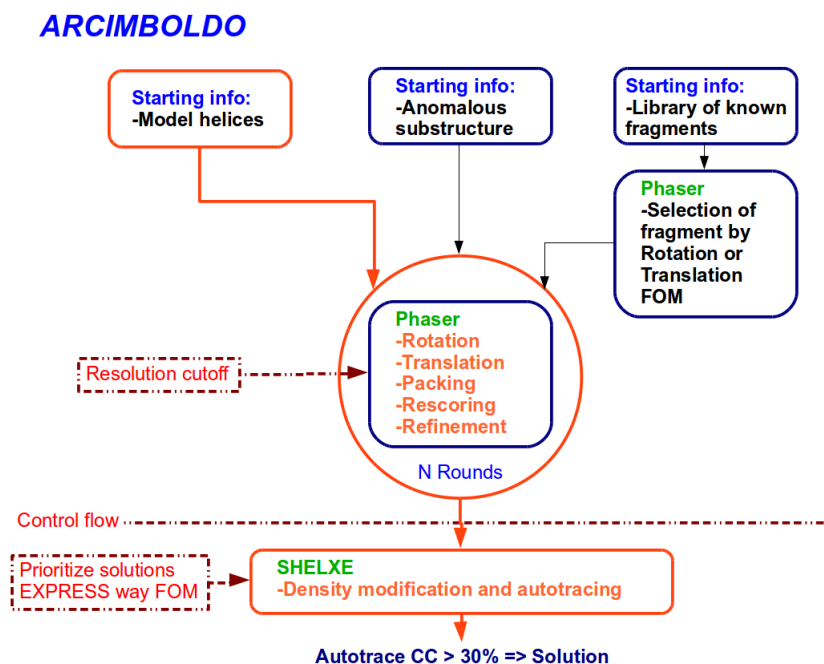 ARCIMBOLDO
Starting info:
-Model helices
Starting info:
-Anomalous
substructure
Starting info:
-Library of known
fragments
Phaser
-Selection of
fragment by
Rotation or
Translation
FOM
Phaser
-Rotation
-Translation
-Packing
-Rescoring
-Refinement
Resolution cutoff
N Rounds
Control flow
Prioritize solutions
EXPRESS way FOM
SHELXE
-Density modification and autotracing
Autotrace CC > 30% => Solution